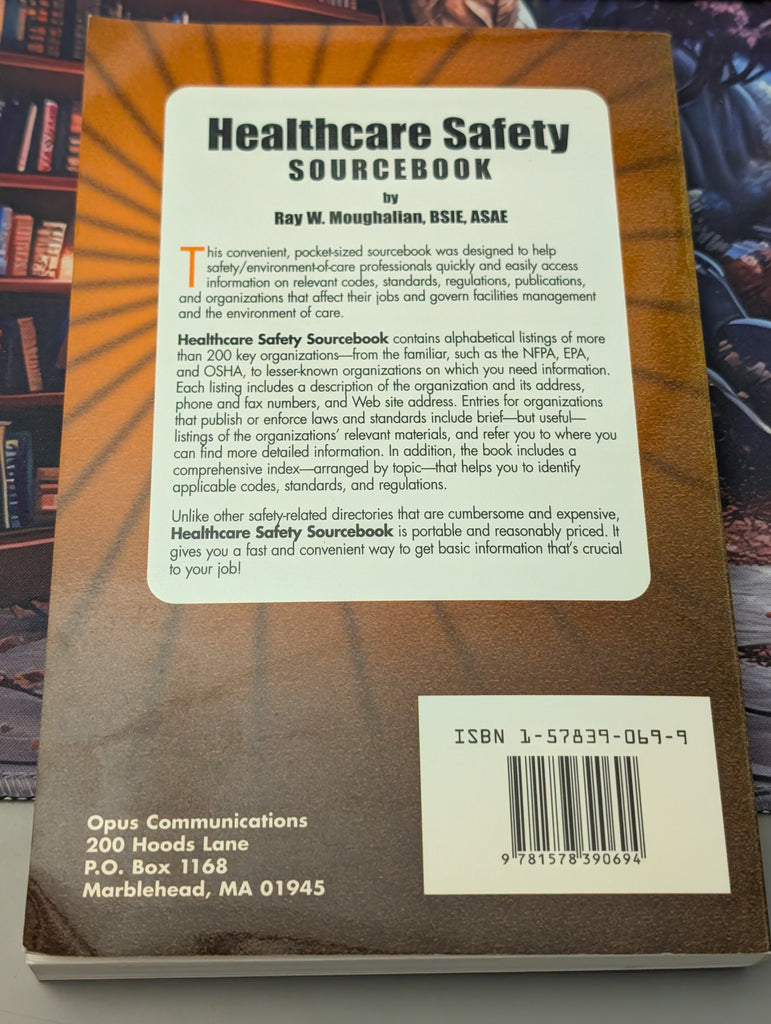 Healthcare Safety
SOURCEBOOK
by
Ray W. Moughalian, BSIE, ASAE
This convenient, pocket-sized sourcebook was designed to help
safety/environment-of-care professionals quickly and easily access
information on relevant codes, standards, regulations, publications,
and organizations that affect their jobs and govern facilities management
and the environment of care.
Healthcare Safety Sourcebook contains alphabetical listings of more
than 200 key organizations—from the familiar, such as the NFPA, EPA,
and OSHA, to lesser-known organizations on which you need information.
Each listing includes a description of the organization and its address,
phone and fax numbers, and Web site address. Entries for organizations
that publish or enforce laws and standards include brief—but useful—
listings of the organizations' relevant materials, and refer you to where you
can find more detailed information. In addition, the book includes a
comprehensive index—arranged by topic—that helps you to identify
applicable codes, standards, and regulations.
Unlike other safety-related directories that are cumbersome and expensive,
Healthcare Safety Sourcebook is portable and reasonably priced. It
gives you a fast and convenient way to get basic information that's crucial
to your job!
ISBN 1-57839-069-9
9 781578 390694
Opus Communications
200 Hoods Lane
P.O. Box 1168
Marblehead, MA 01945